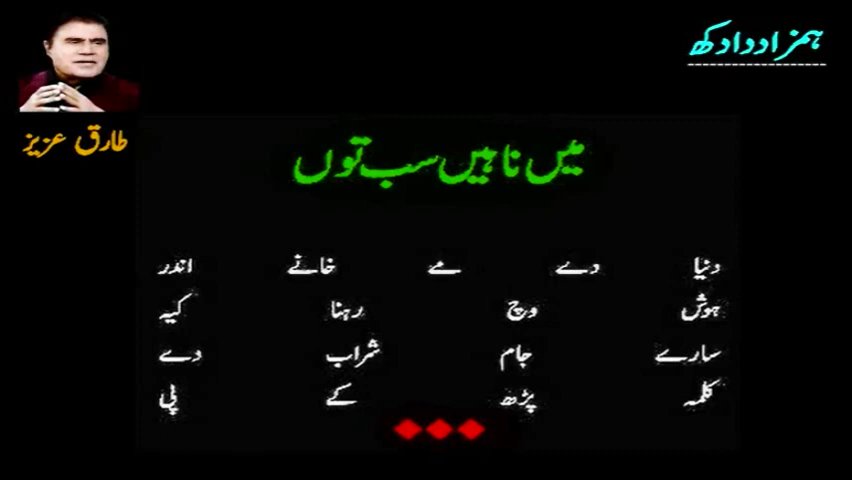 ہمزاد دا دکھ
طارق عزیز
میں ناہیں سب توں
دنیا دے مے خانے اندر
ہوش وچ رہنا کیہ
سارے جام شراب دے
کلمہ پڑھ کے پی